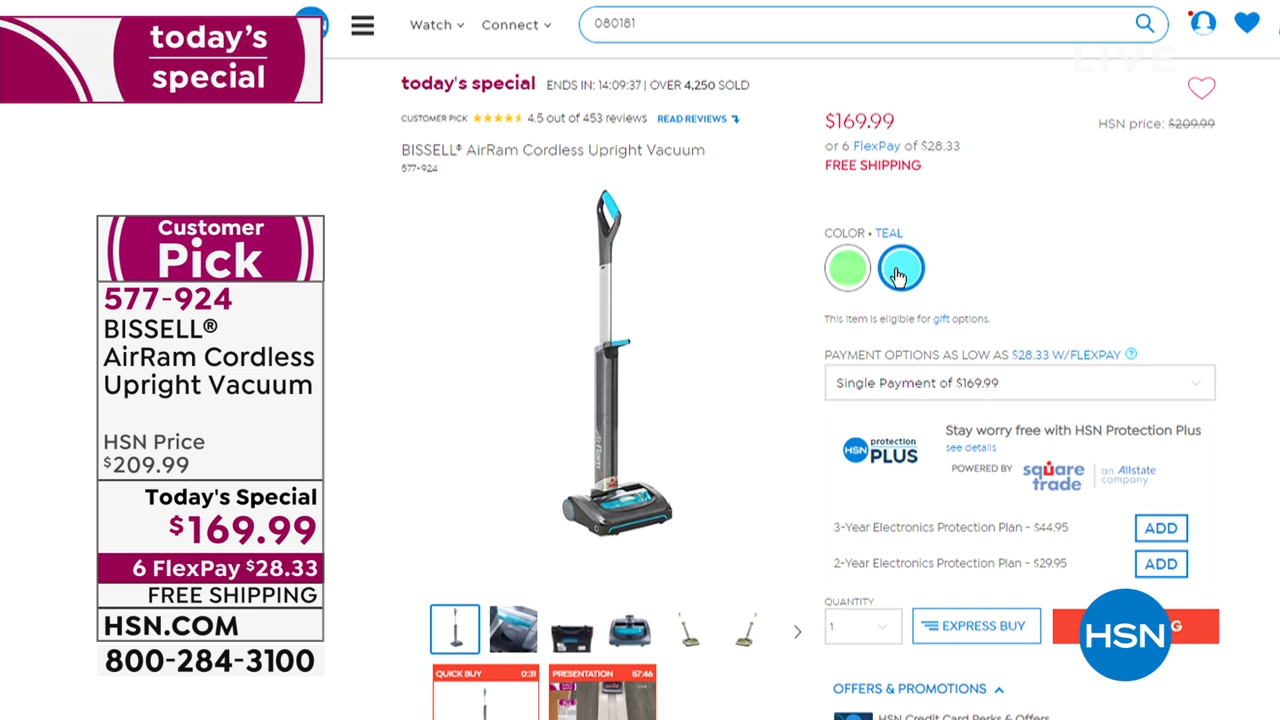 today's
special
Customer
Pick
577-924
BISSELL®
AirRam Cordless
Upright Vacuum
HSN Price
$209.99
Today's Special
$169.99
6 FlexPay $28.33
FREE SHIPPING
HSN.COM
800-284-3100
Watch
Connect
080181
LIVE
today's special ENDS IN: 14:09:37 | OVER 4,250 SOLD
CUSTOMER PICK 4.5 out of 453 reviews READ REVIEWS
BISSELL® AirRam Cordless Upright Vacuum
577-924
AirRam
QUICK BUY 0:31
PRESENTATION 57:46
$169.99 HSN price: $209.99
or 6 FlexPay of $28.33
FREE SHIPPING
COLOR • TEAL
This item is eligible for gift options.
PAYMENT OPTIONS AS LOW AS $28.33 W/FLEXPAY ?
Single Payment of $169.99
HSN protection PLUS
Stay worry free with HSN Protection Plus
see details
POWERED BY square trade | an Allstate company
3-Year Electronics Protection Plan - $44.95 ADD
2-Year Electronics Protection Plan - $29.95 ADD
QUANTITY
1 EXPRESS BUY
HSN
OFFERS & PROMOTIONS
HSN Credit Card Perks & Offers